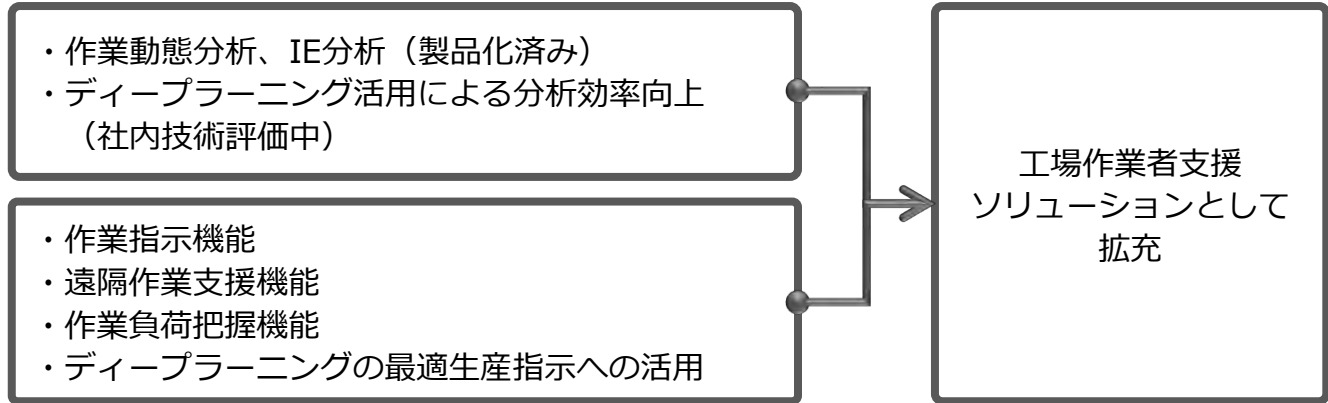 ・作業動態分析、IE分析（製品化済み）
・ディープラーニング活用による分析効率向上
（社内技術評価中）
・作業指示機能
・遠隔作業支援機能
・作業負荷把握機能
・ディープラーニングの最適生産指示への活用
工場作業者支援
ソリューションとして
拡充